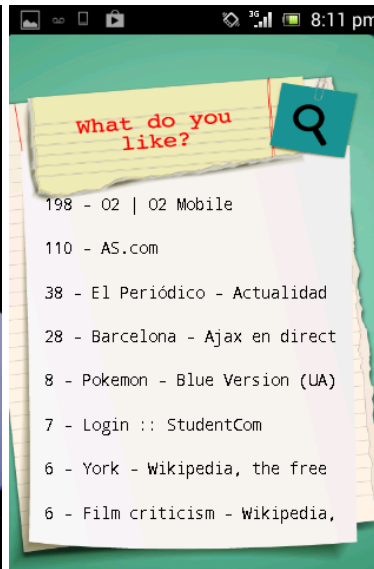 3G 8:11 pm
What do you
like?
198 - O2 | O2 Mobile
110 - AS.com
38 - El Periódico - Actualidad
28 - Barcelona - Ajax en direct
8 - Pokemon - Blue Version (UA)
7 - Login :: StudentCom
6 - York - Wikipedia, the free
6 - Film criticism - Wikipedia,